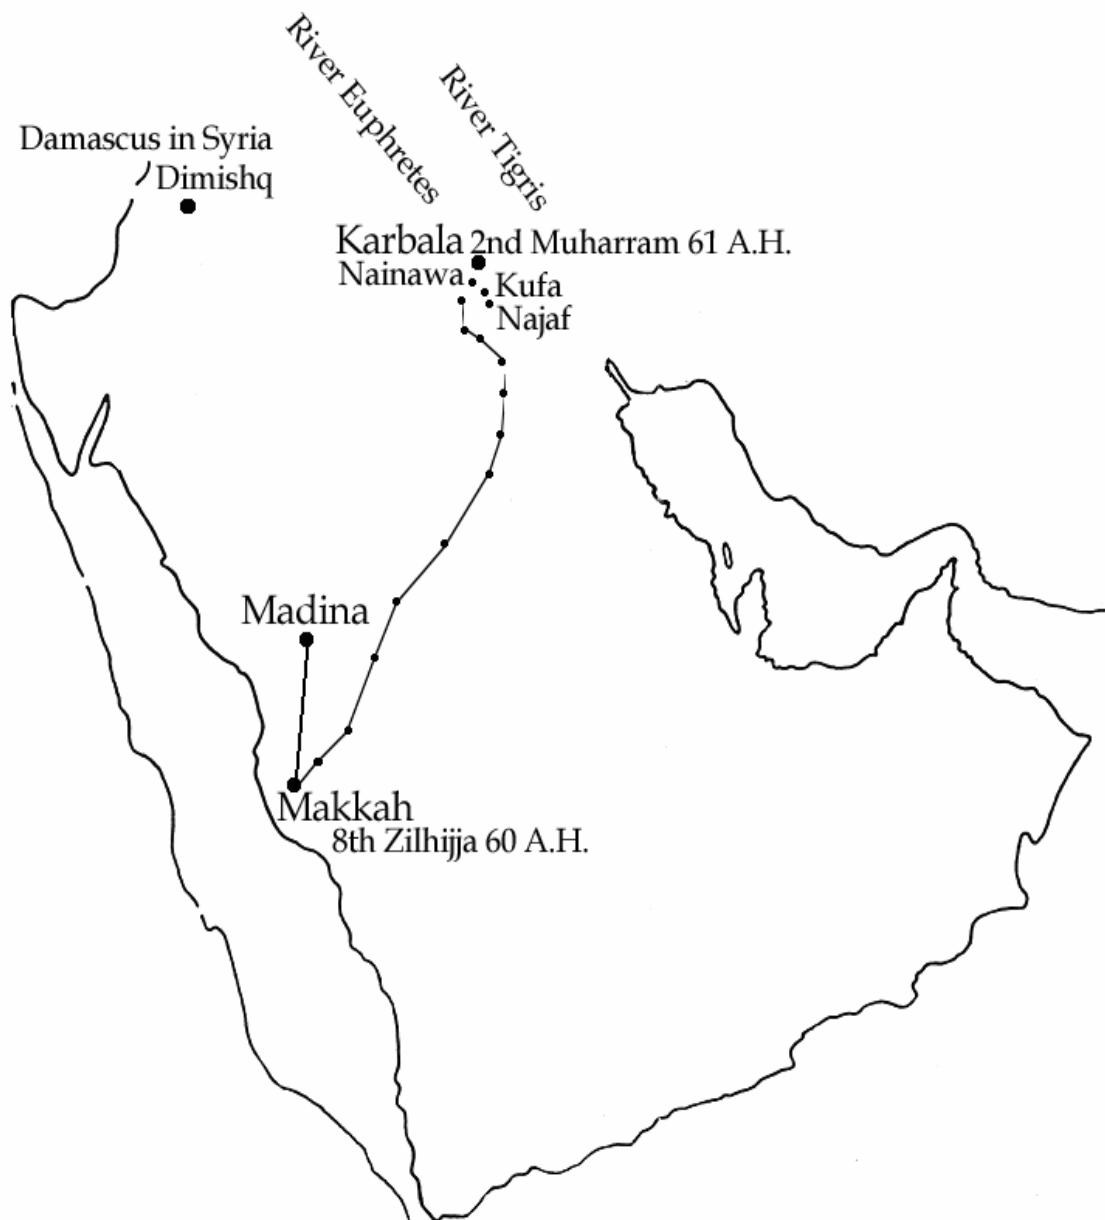 River Euphretes
River Tigris
Damascus in Syria
Dimishq
Karbala 2nd Muharram 61 A.H.
Nainawa
Kufa
Najaf
Madina
Makkah
8th Zilhijja 60 A.H.